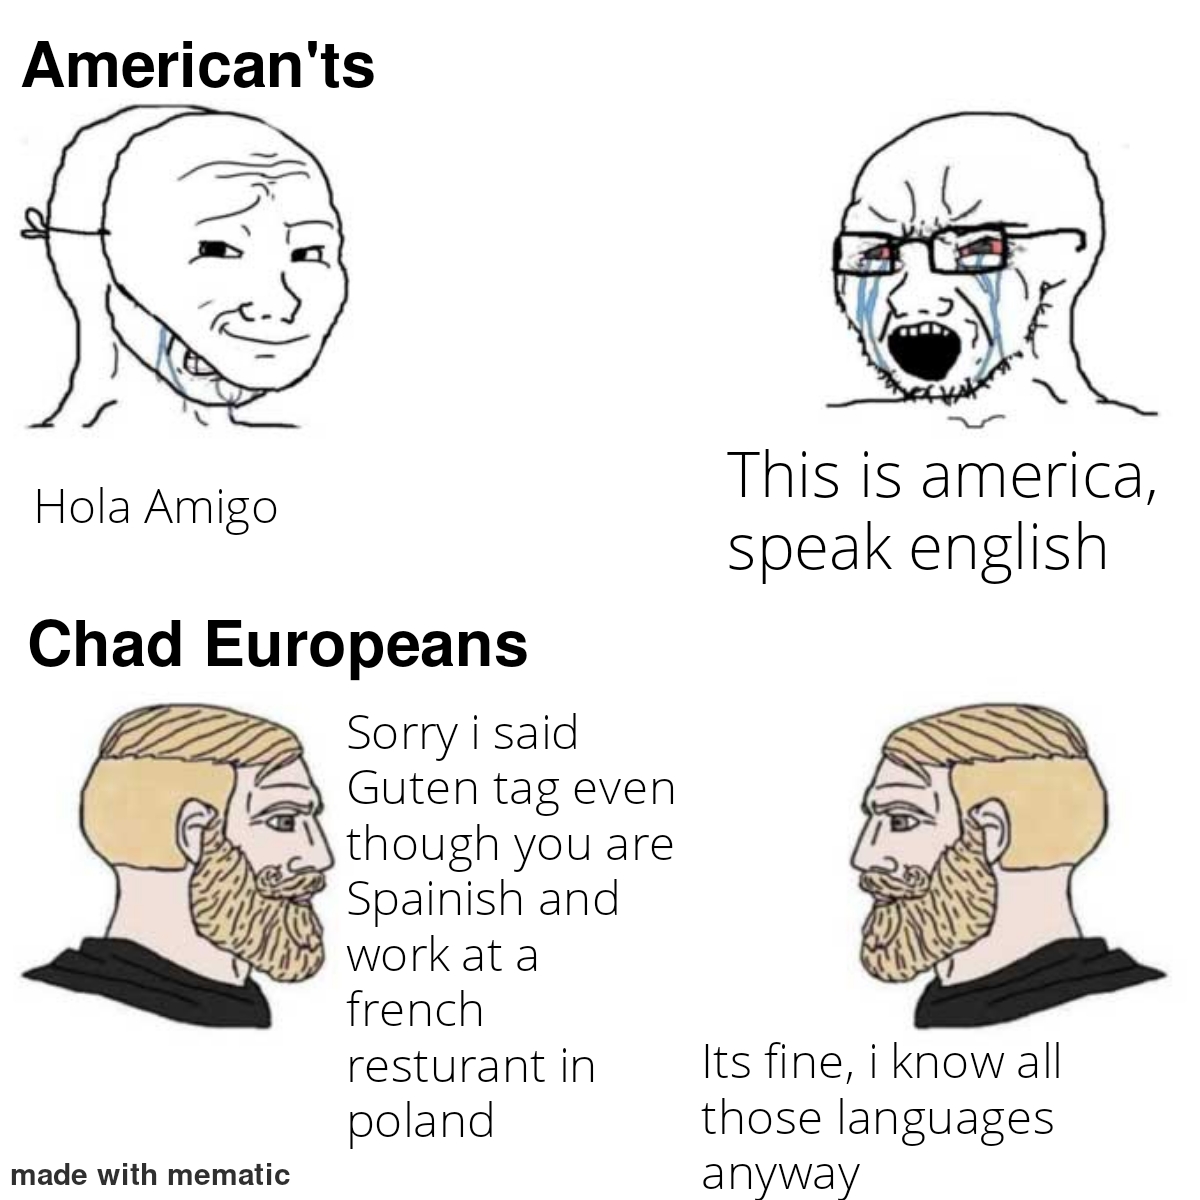 American'ts
Hola Amigo
This is america,
speak english
Chad Europeans
Sorry i said
Guten tag even
though you are
Spainish and
work at a
french
resturant in
poland
Its fine, i know all
those languages
anyway
made with mematic